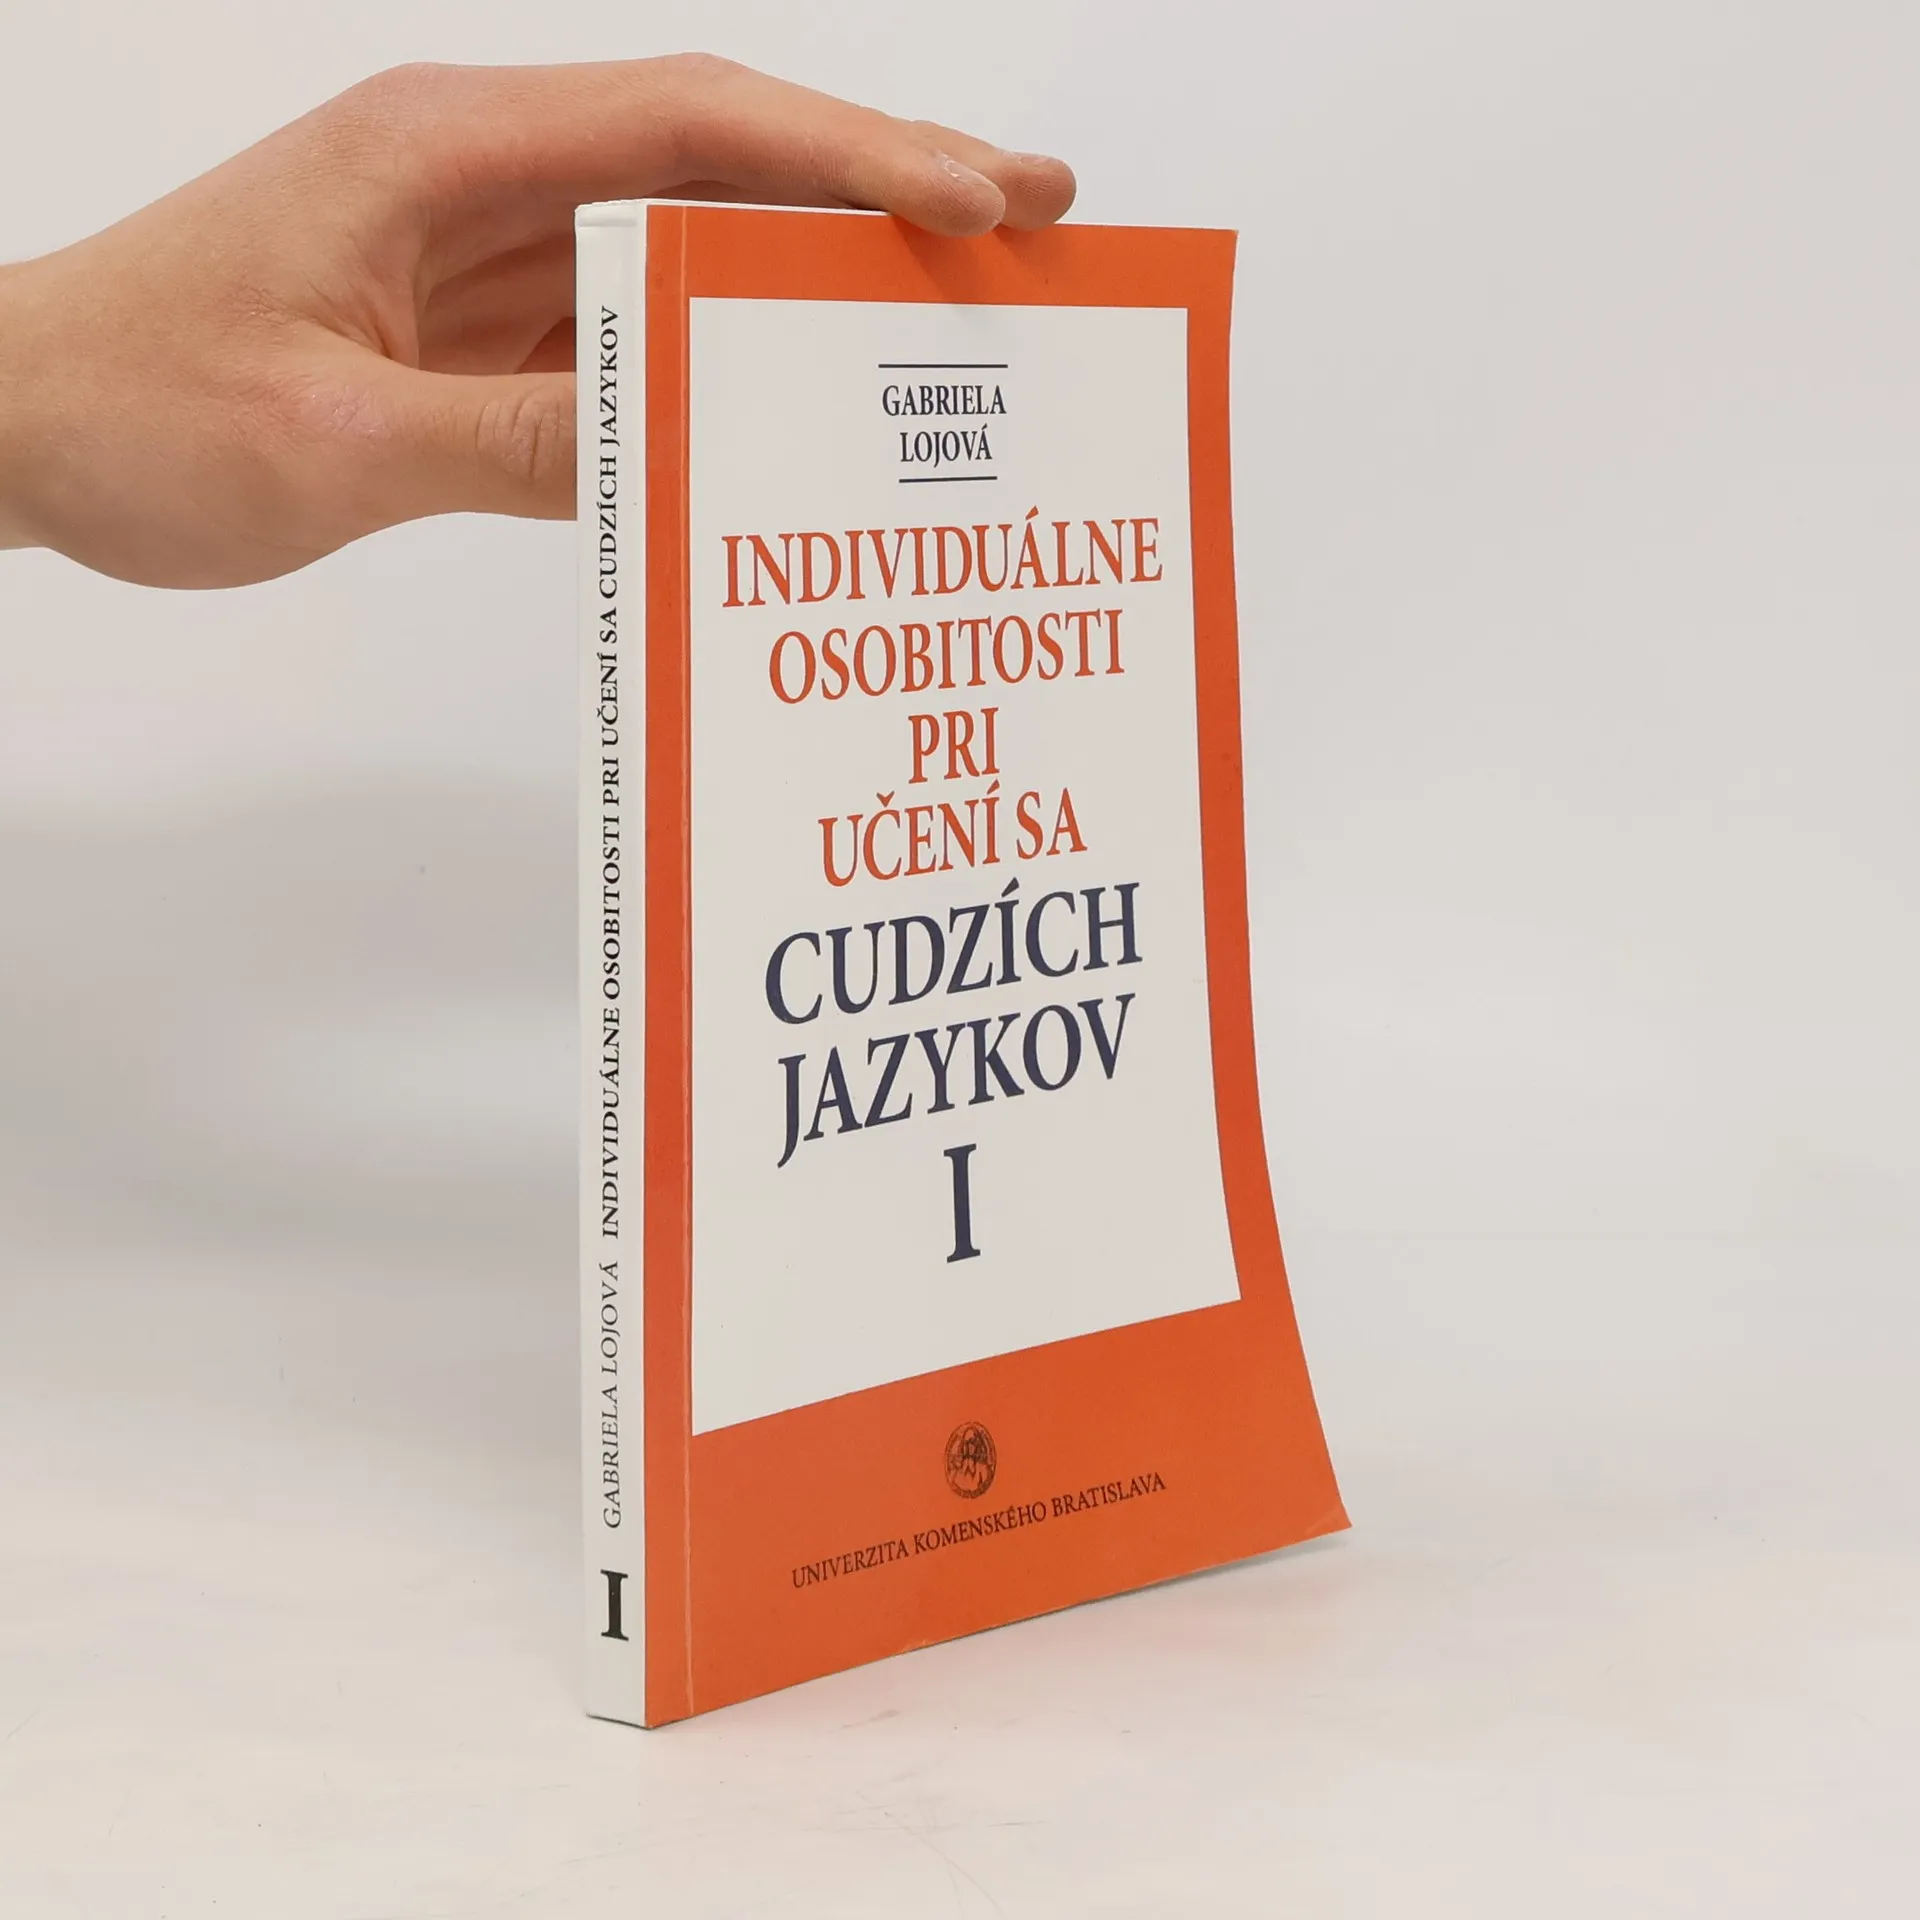 GABRIELA LOJOVÁ INDIVIDUÁLNE OSOBITOSTI PRI UČENÍ SA CUDZÍCH JAZYKOV
I
GABRIELA
LOJOVÁ
INDIVIDUÁLNE
OSOBITOSTI
PRI
UČENÍ SA
CUDZÍCH
JAZYKOV
I
UNIVERZITA KOMENSKÉHO BRATISLAVA